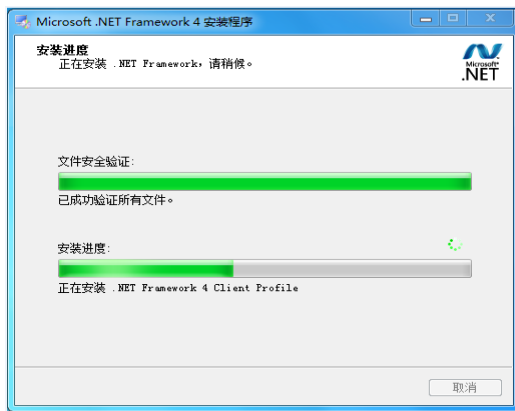 Microsoft .NET Framework 4 安装程序
安装进度
正在安装 .NET Framework，请稍候。
Microsoft
.NET
文件安全验证:
已成功验证所有文件。
安装进度:
正在安装 .NET Framework 4 Client Profile
取消